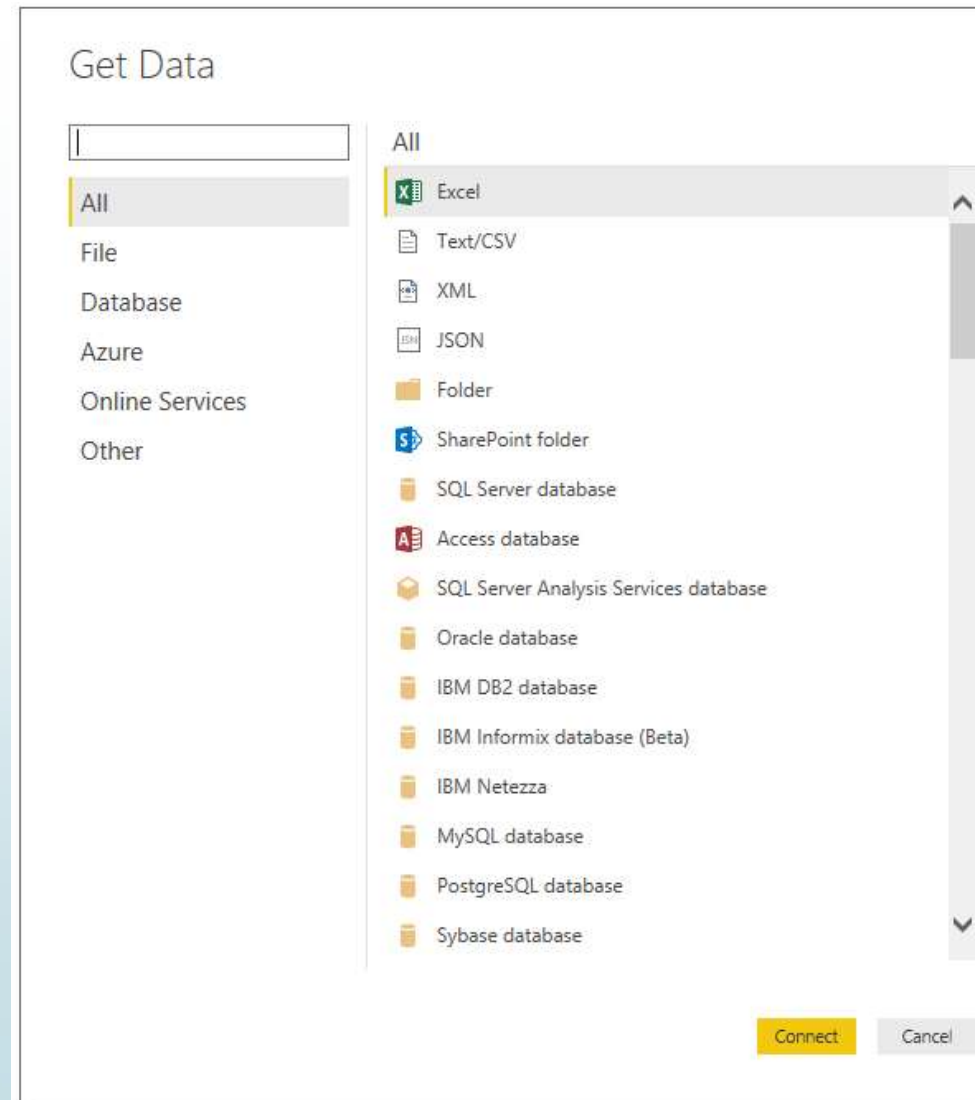 Get Data
All
File
Database
Azure
Online Services
Other
All
Excel
Text/CSV
XML
JSON
Folder
SharePoint folder
SQL Server database
Access database
SQL Server Analysis Services database
Oracle database
IBM DB2 database
IBM Informix database (Beta)
IBM Netezza
MySQL database
PostgreSQL database
Sybase database
Connect
Cancel